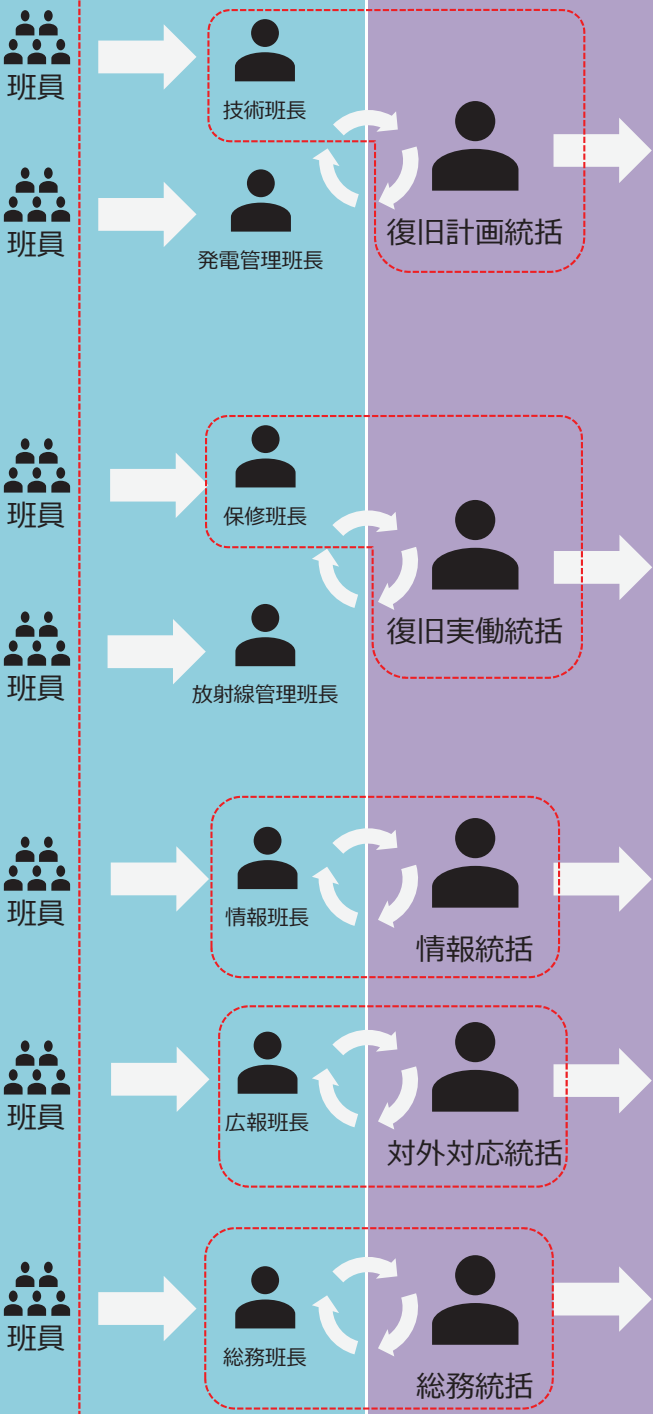 班員
技術班長
班員
発電管理班長
復旧計画統括
班員
保修班長
復旧実働統括
班員
放射線管理班長
班員
情報班長
情報統括
班員
広報班長
対外対応統括
班員
総務班長
総務統括